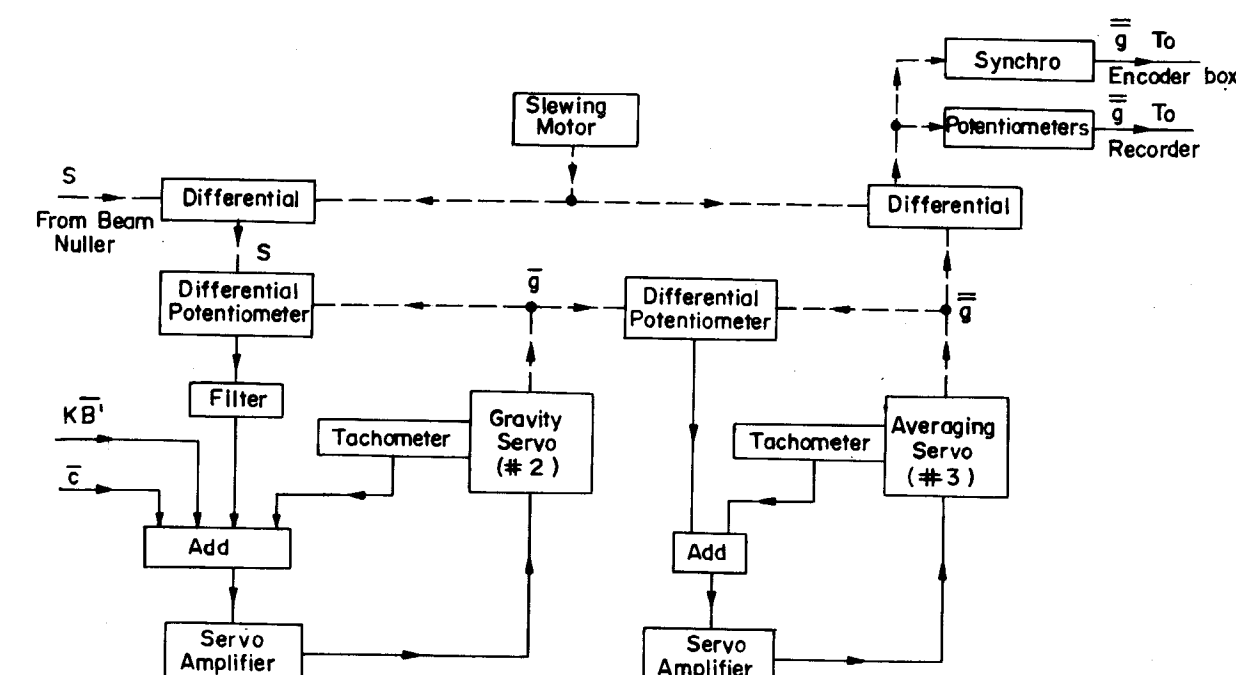 g̿ To
Synchro
Encoder box
Slewing
Motor
g̿ To
Potentiometers
Recorder
S
Differential
Differential
From Beam
Nuller
S
g̅
Differential
Potentiometer
Differential
Potentiometer
g̿
Filter
KB̅'
Gravity
Servo
(#2)
Tachometer
Averaging
Servo
(#3)
Tachometer
c̅
Add
Add
Servo
Amplifier
Servo
Amplifier